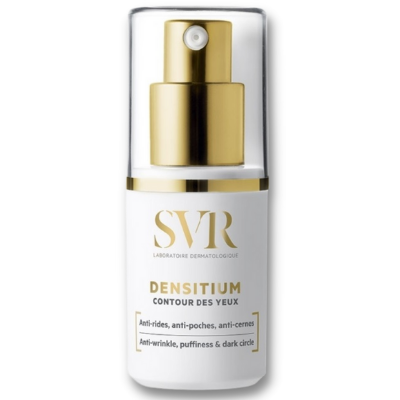 SVR
LABORATOIRE DERMATOLOGIQUE
DENSITIUM
CONTOUR DES YEUX
Anti-rides, anti-poches, anti-cernes
Anti-wrinkle, puffiness & dark circle